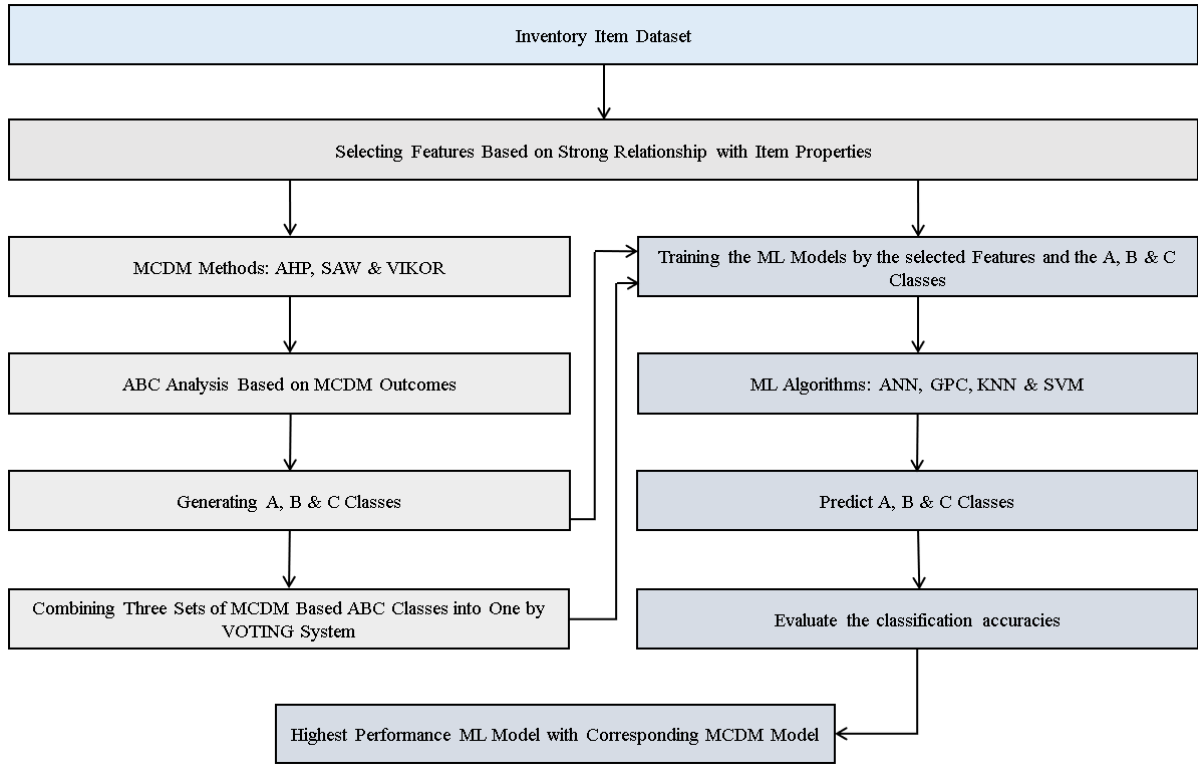 Inventory Item Dataset
Selecting Features Based on Strong Relationship with Item Properties
MCDM Methods: AHP, SAW & VIKOR
ABC Analysis Based on MCDM Outcomes
Generating A, B & C Classes
Combining Three Sets of MCDM Based ABC Classes into One by
VOTING System
Training the ML Models by the selected Features and the A, B & C
Classes
ML Algorithms: ANN, GPC, KNN & SVM
Predict A, B & C Classes
Evaluate the classification accuracies
Highest Performance ML Model with Corresponding MCDM Model